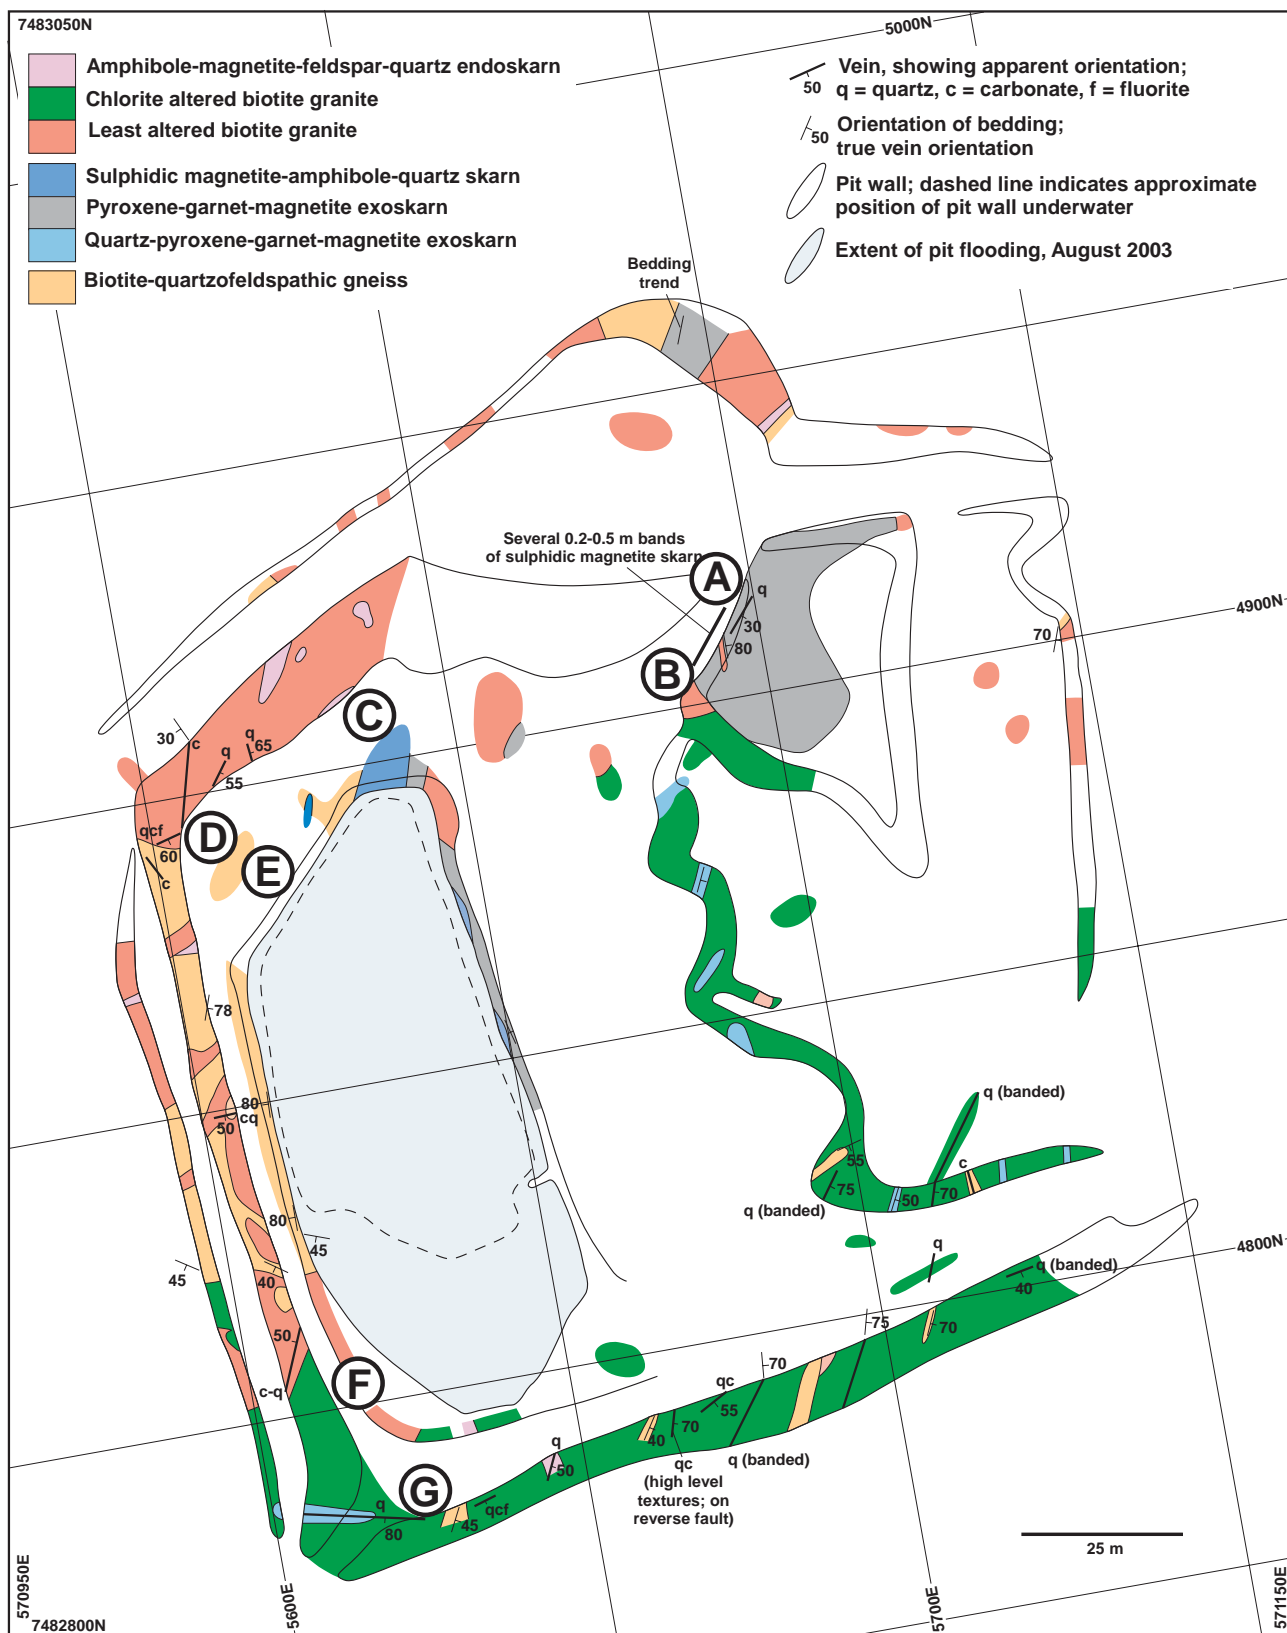 7483050N
5000N
Amphibole-magnetite-feldspar-quartz endoskarn
Chlorite altered biotite granite
Least altered biotite granite
Sulphidic magnetite-amphibole-quartz skarn
Pyroxene-garnet-magnetite exoskarn
Quartz-pyroxene-garnet-magnetite exoskarn
Biotite-quartzofeldspathic gneiss
50
Vein, showing apparent orientation;
q = quartz, c = carbonate, f = fluorite
50
Orientation of bedding;
true vein orientation
Pit wall; dashed line indicates approximate
position of pit wall underwater
Extent of pit flooding, August 2003
Bedding
trend
Several 0.2-0.5 m bands
of sulphidic magnetite skarn
A
q
30
80
B
4900N
70
C
30
c
q
55
q
65
qcf
60
D
c
E
78
80
50
cq
80
45
45
40
50
c-q
F
G
q
80
45
qcf
q
50
40
70
qc
(high level
textures; on
reverse fault)
qc
55
70
q (banded)
75
70
q
40
q (banded)
4800N
q (banded)
c
70
50
55
75
q (banded)
25 m
570950E
7482800N
5600E
5700E
571150E